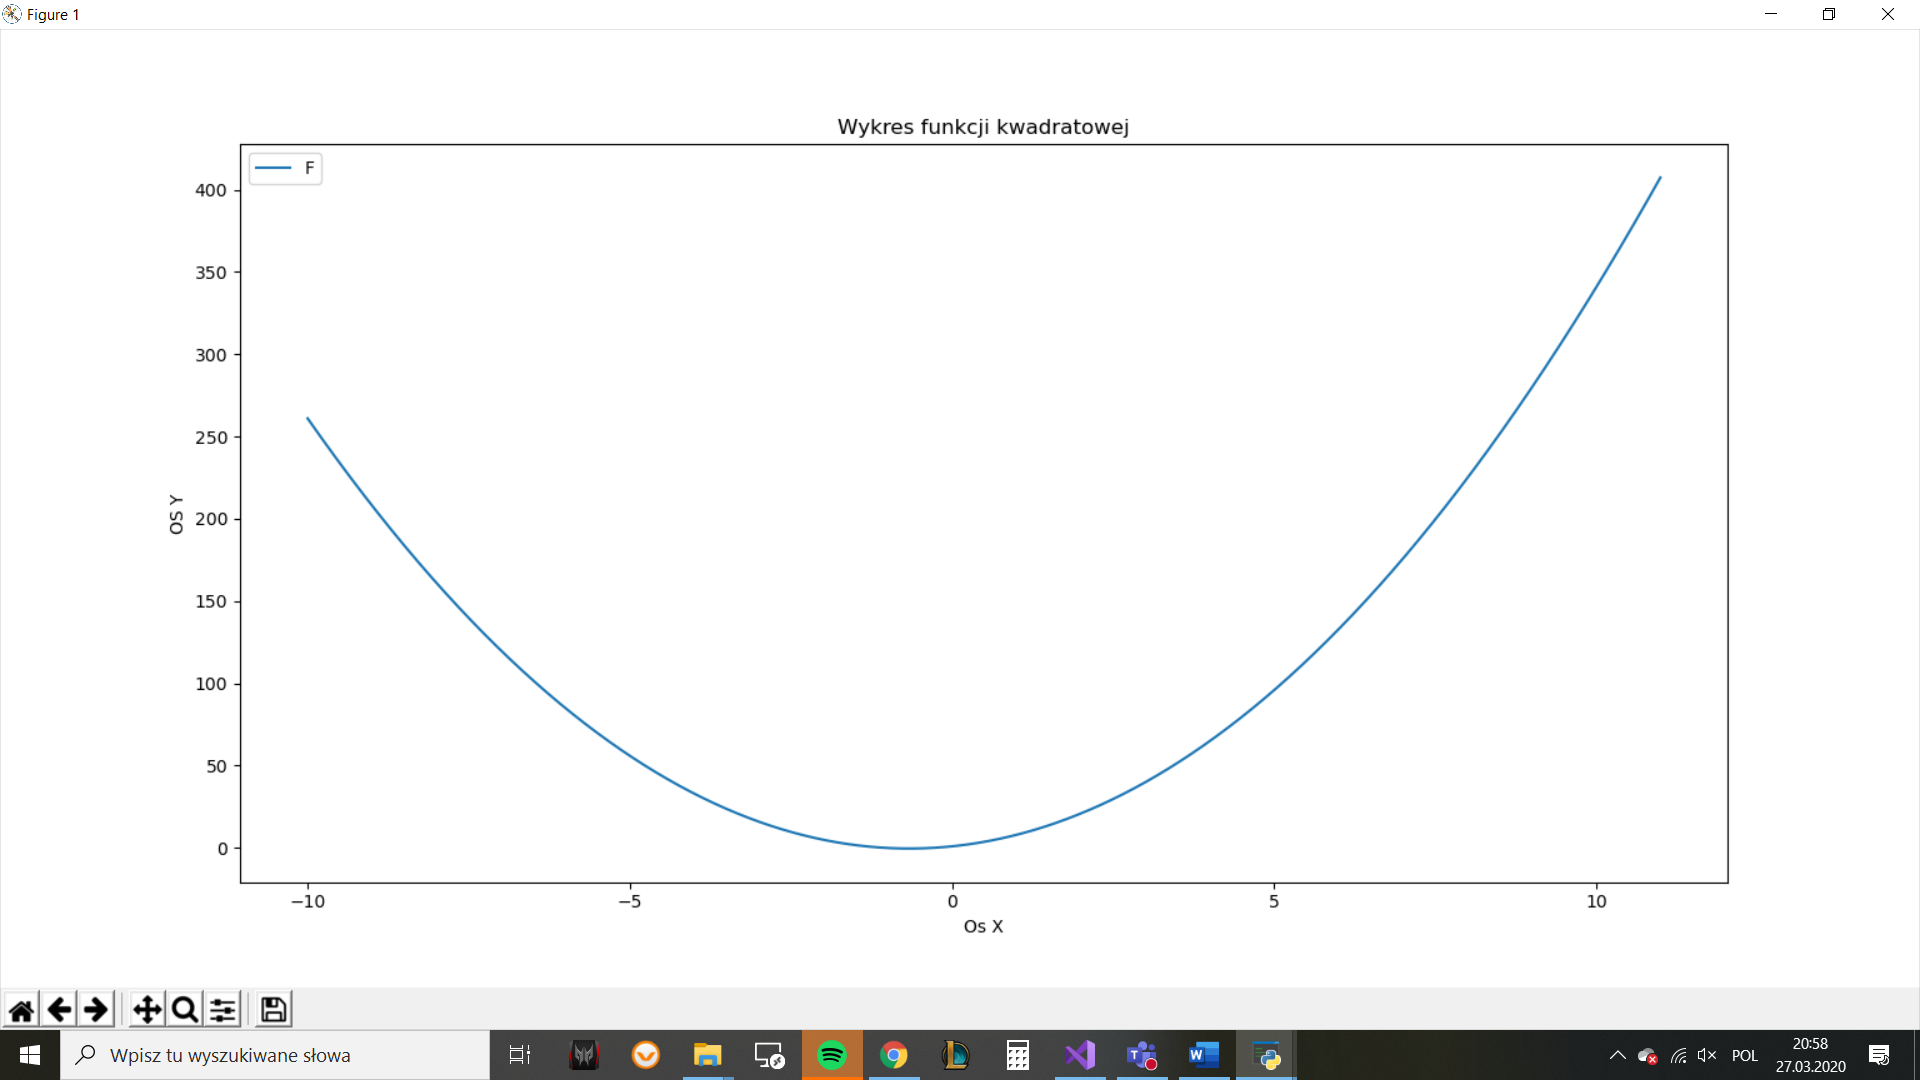 Figure 1
Wykres funkcji kwadratowej
F
400
350
300
250
200
150
100
50
0
OS Y
−10
−5
0
5
10
Os X
Wpisz tu wyszukiwane słowa
POL
20:58
27.03.2020